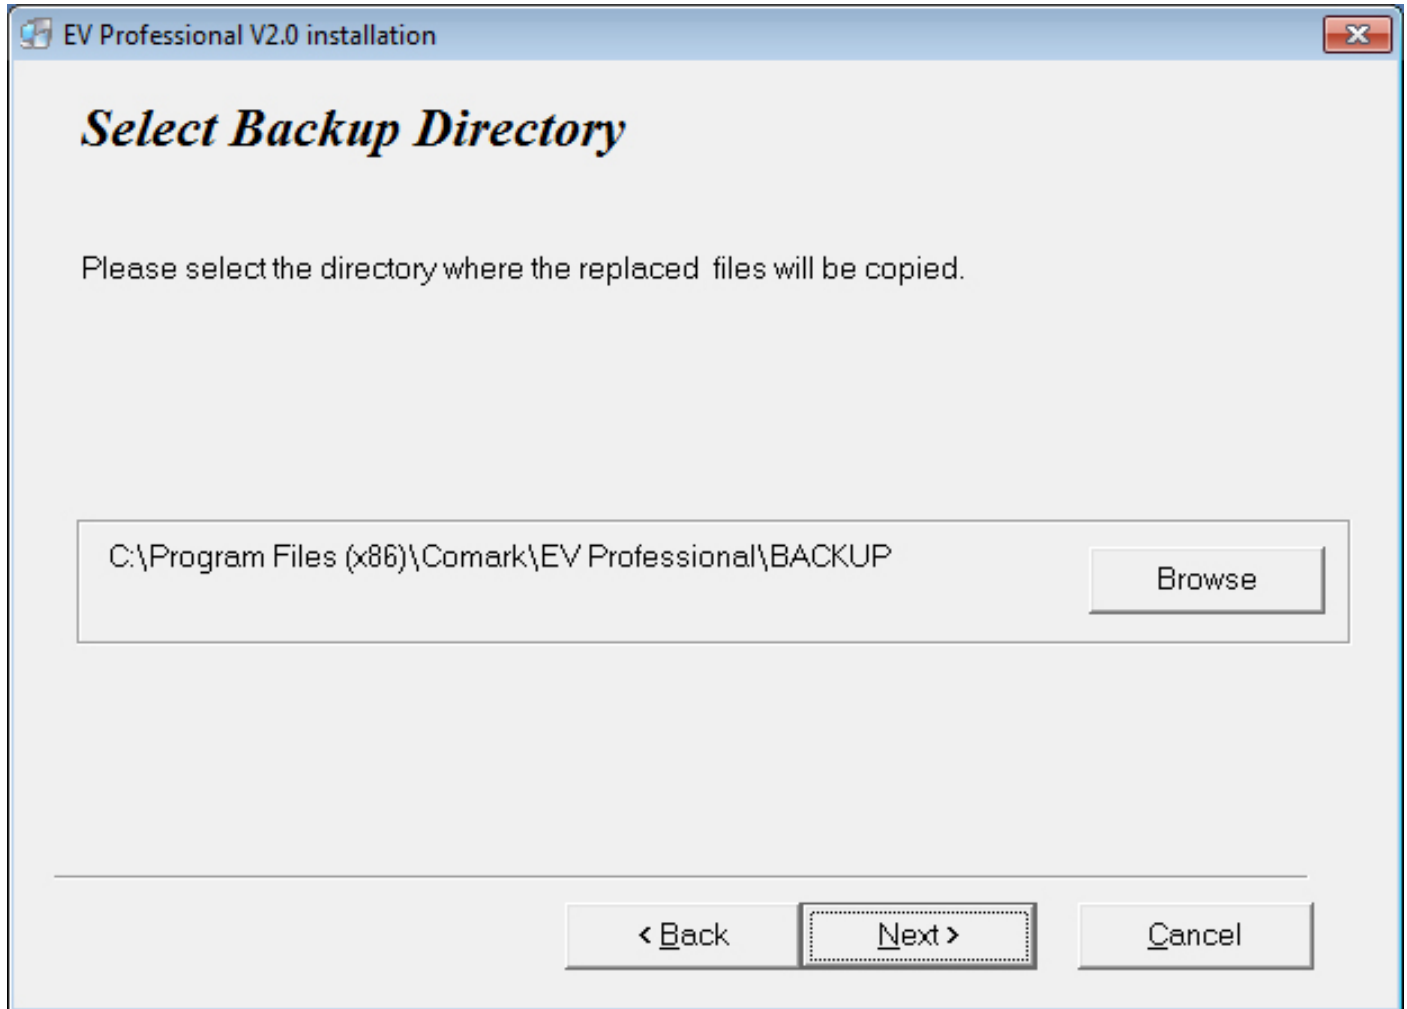 EV Professional V2.0 installation
Select Backup Directory
Please select the directory where the replaced  files will be copied.
C:\Program Files (x86)\Comark\EV Professional\BACKUP
Browse
< Back
Next >
Cancel